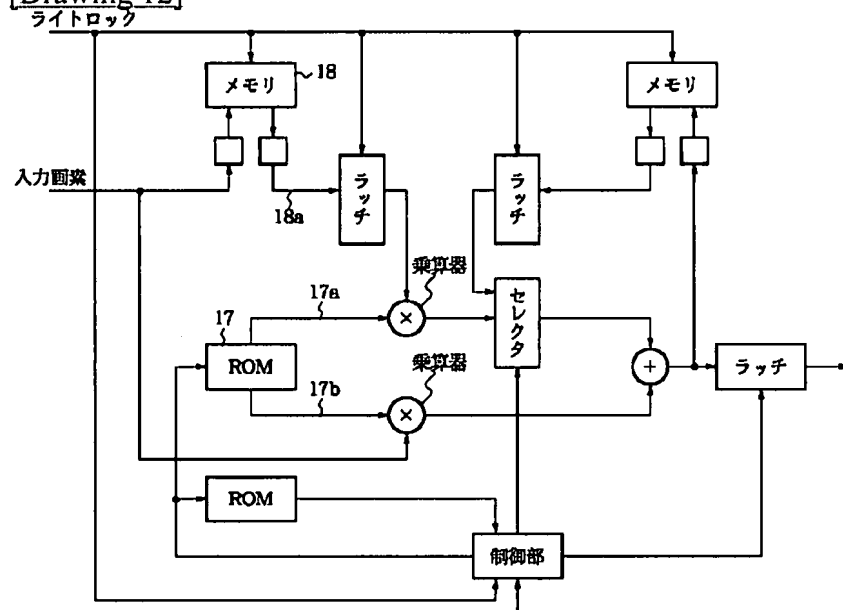 [Drawing 12]
ライトロック
メモリ
18
メモリ
入力画素
18a
ラッチ
ラッチ
乗算器
17a
セレクタ
17
×
ROM
乗算器
+
ラッチ
17b
×
ROM
制御部